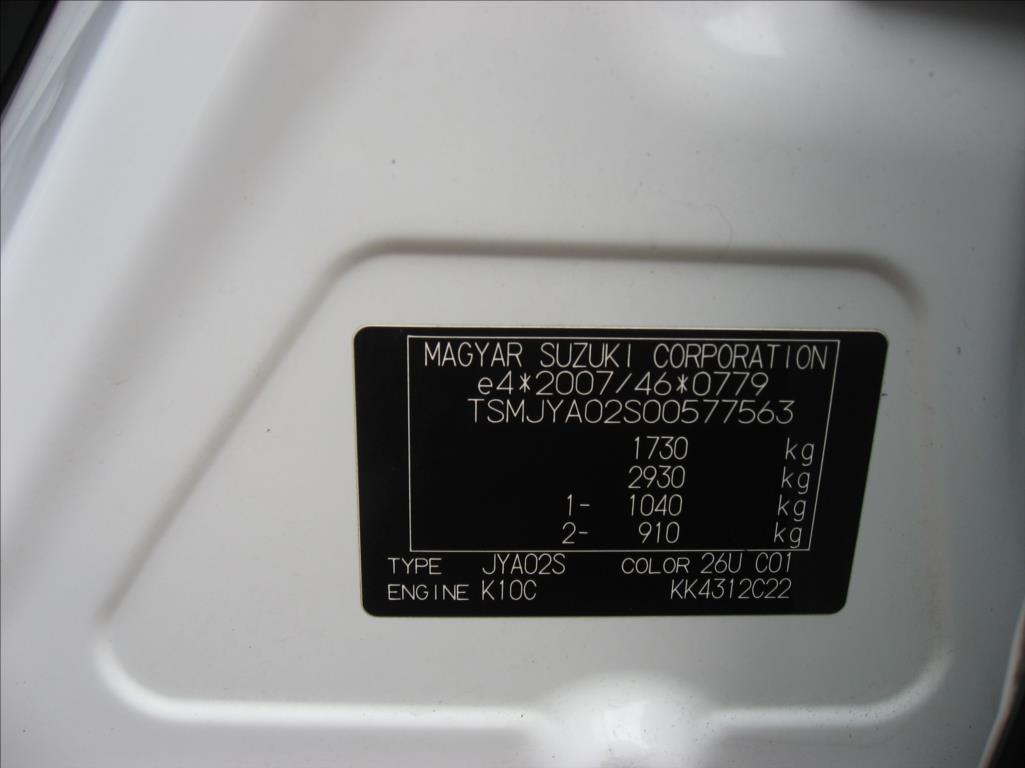 MAGYAR SUZUKI CORPORATION
e4*2007/46*0779
TSMJYA02S00577563
1730 kg
2930 kg
1- 1040 kg
2- 910 kg
TYPE JYA02S COLOR 26U C01
ENGINE K10C KK4312C22